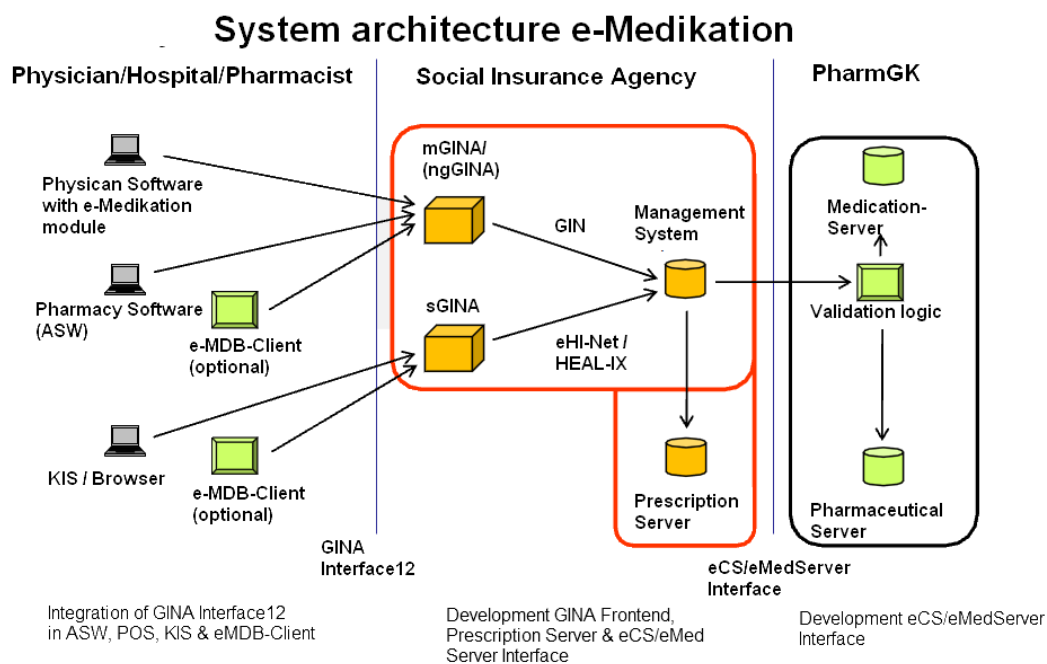 System architecture e-Medikation
Physician/Hospital/Pharmacist
Social Insurance Agency
PharmGK
Physican Software
with e-Medikation
module
Pharmacy Software
(ASW)
e-MDB-Client
(optional)
KIS / Browser
e-MDB-Client
(optional)
mGINA/
(ngGINA)
GIN
Management
System
sGINA
eHI-Net /
HEAL-IX
Prescription
Server
Medication-
Server
Validation logic
Pharmaceutical
Server
GINA
Interface12
eCS/eMedServer
Interface
Integration of GINA Interface12
in ASW, POS, KIS & eMDB-Client
Development GINA Frontend,
Prescription Server & eCS/eMed
Server Interface
Development eCS/eMedServer
Interface